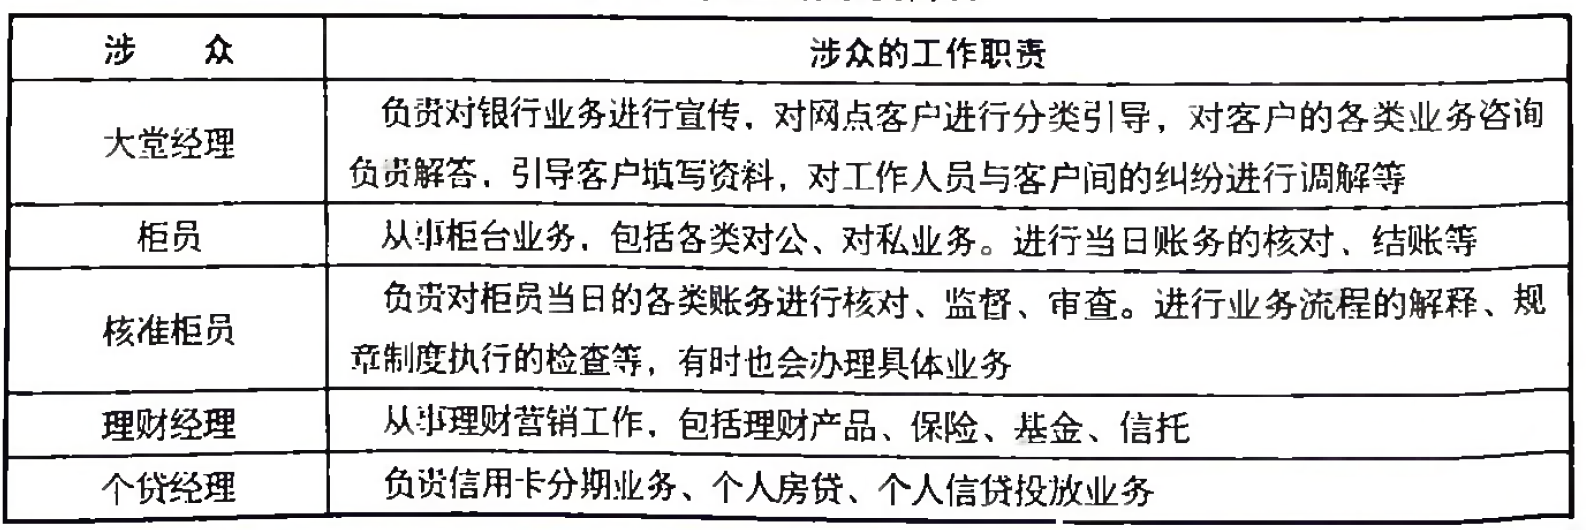 涉 众
涉众的工作职责
大堂经理
负责对银行业务进行宣传，对网点客户进行分类引导，对客户的各类业务咨询
负责解答，引导客户填写资料，对工作人员与客户间的纠纷进行调解等
柜员
从事柜台业务，包括各类对公、对私业务。进行当日账务的核对、结账等
核准柜员
负责对柜员当日的各类账务进行核对、监督、审查。进行业务流程的解释、规
章制度执行的检查等，有时也会办理具体业务
理财经理
从事理财营销工作，包括理财产品、保险、基金、信托
个贷经理
负责信用卡分期业务、个人房贷、个人信贷投放业务